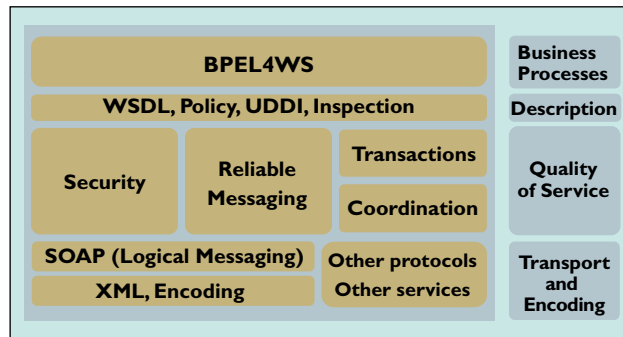 BPEL4WS
Business
Processes
WSDL, Policy, UDDI, Inspection
Description
Security
Reliable
Messaging
Transactions
Coordination
Quality
of Service
SOAP (Logical Messaging)
XML, Encoding
Other protocols
Other services
Transport
and
Encoding